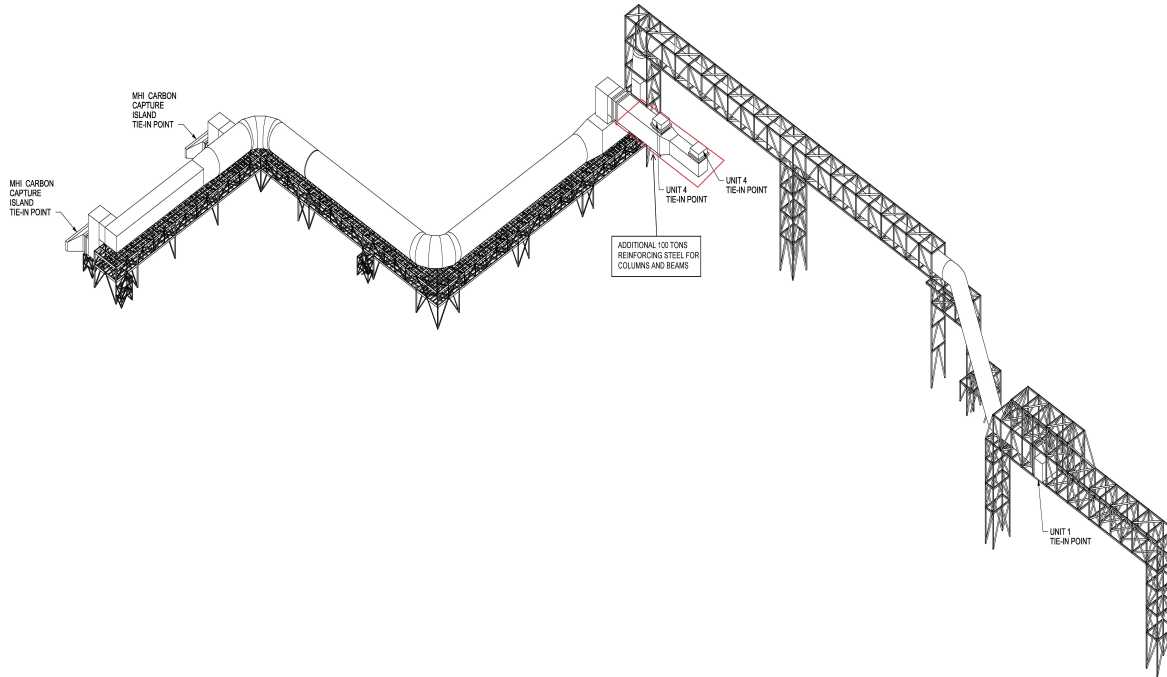 MHI CARBON
CAPTURE
ISLAND
TIE-IN POINT
MHI CARBON
CAPTURE
ISLAND
TIE-IN POINT
UNIT 4
TIE-IN POINT
UNIT 4
TIE-IN POINT
ADDITIONAL 100 TONS
REINFORCING STEEL FOR
COLUMNS AND BEAMS
UNIT 1
TIE-IN POINT